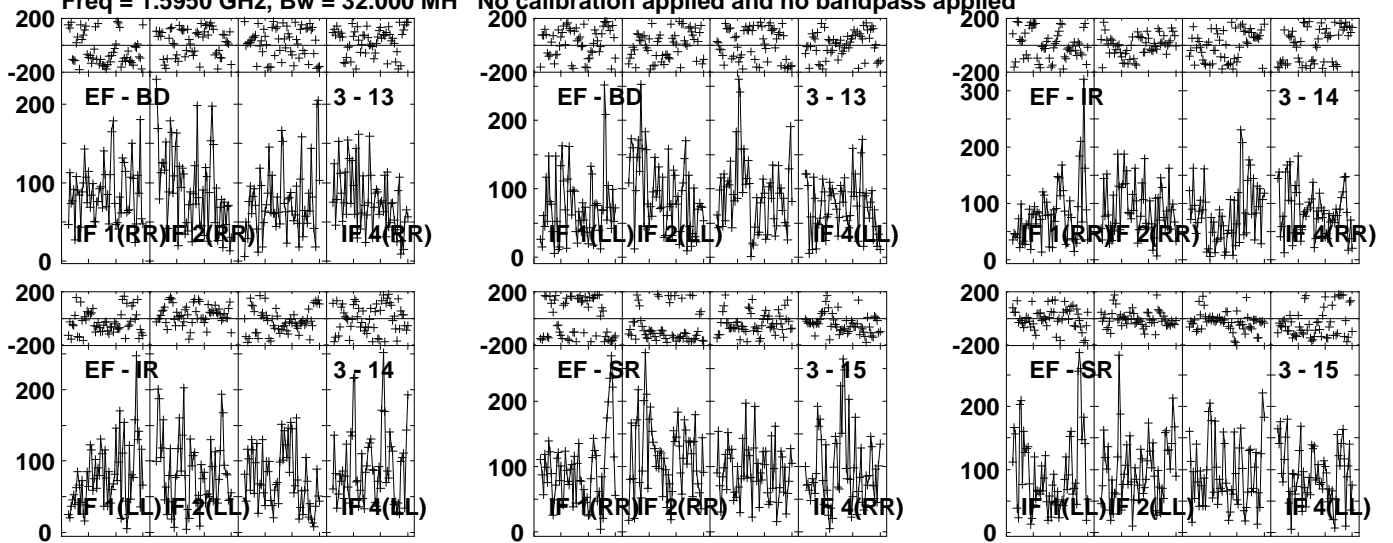 Freq = 1.5950 GHz, Bw = 32.000 MH No calibration applied and no bandpass applied
200 200 200
-200 -200 -200
EF - BD 3 - 13 EF - BD 3 - 13 EF - IR 3 - 14
300
200 200 200
100 100 100
IF 1(RR) IF 2(RR) IF 4(RR) IF 1(LL) IF 2(LL) IF 4(LL) IF 1(RR) IF 2(RR) IF 4(RR)
0 0 0
200 200 200
-200 -200 -200
EF - IR 3 - 14 EF - SR 3 - 15 EF - SR 3 - 15
200 200 200
100 100 100
IF 1(LL) IF 2(LL) IF 4(LL) IF 1(RR) IF 2(RR) IF 4(RR) IF 1(LL) IF 2(LL) IF 4(LL)
0 0 0